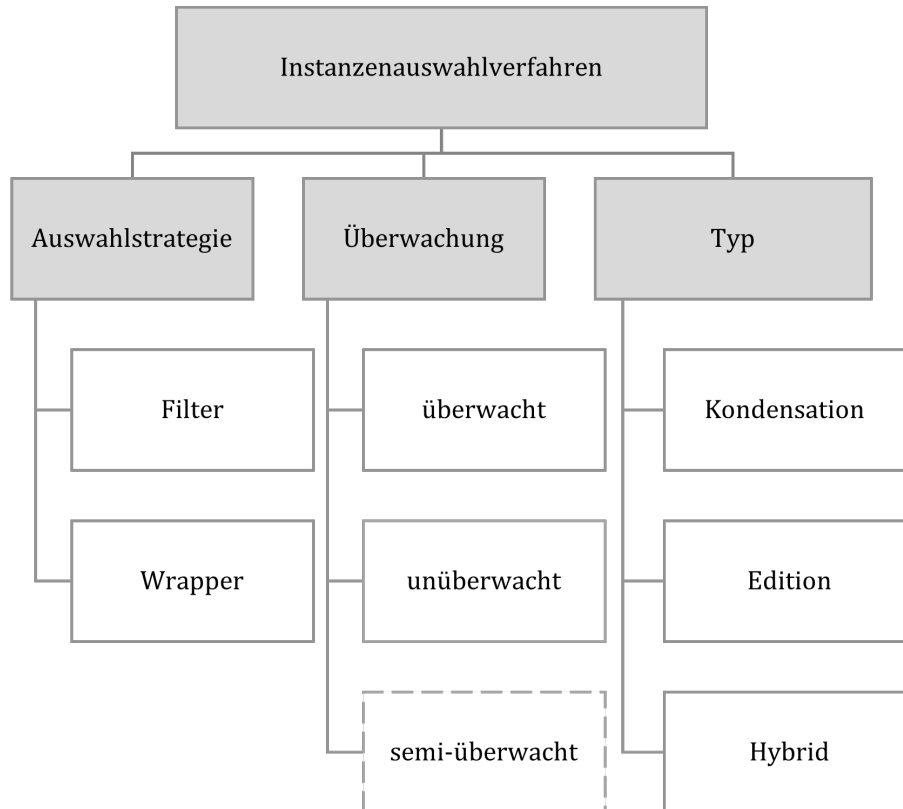 Instanzenauswahlverfahren
Auswahlstrategie
Überwachung
Typ
Filter
überwacht
Kondensation
Wrapper
unüberwacht
Edition
semi-überwacht
Hybrid